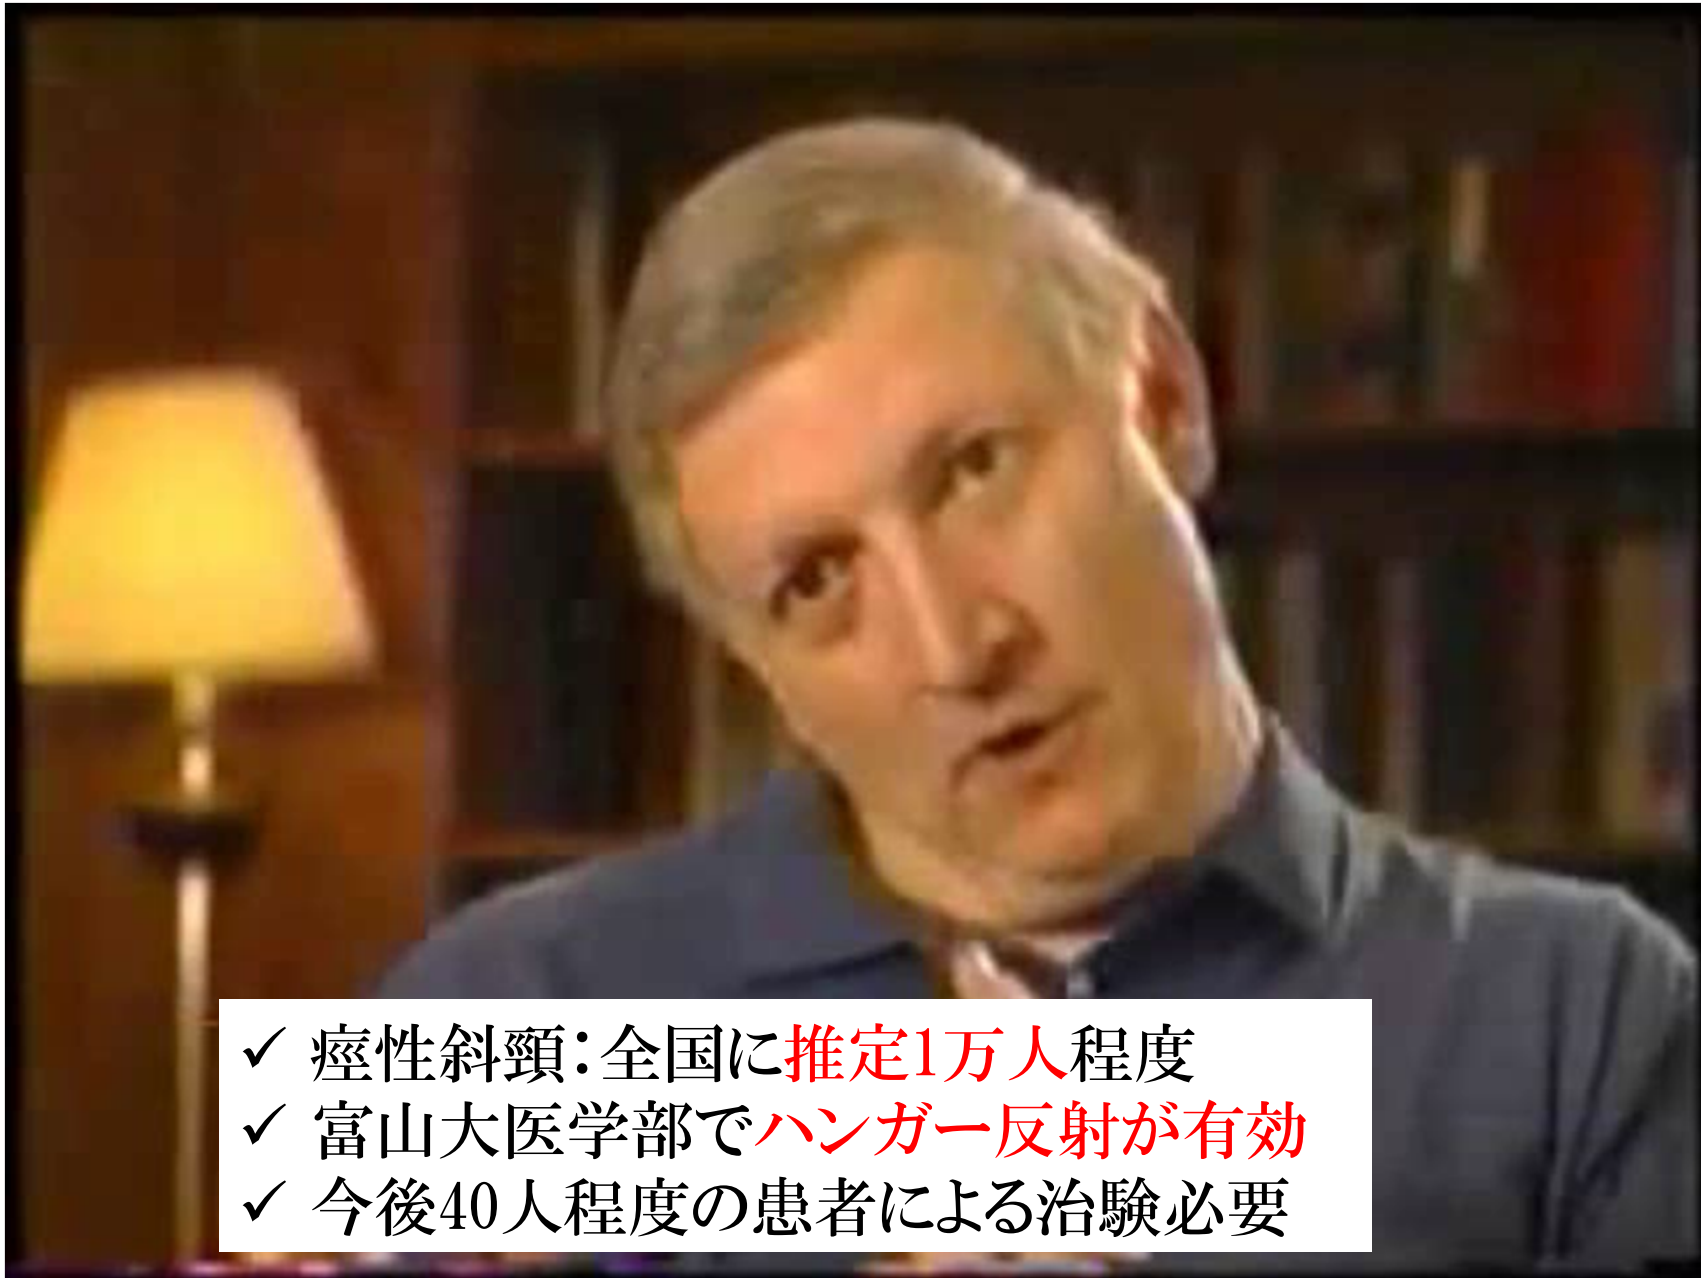 ✓ 痙性斜頸：全国に推定1万人程度
✓ 富山大医学部でハンガー反射が有効
✓ 今後40人程度の患者による治験必要